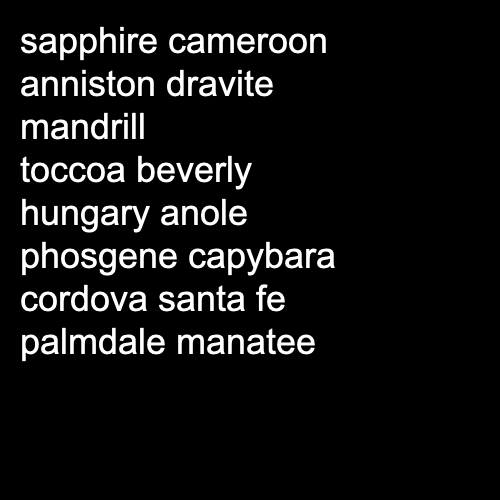 sapphire cameroon
anniston dravite
mandrill
toccoa beverly
hungary anole
phosgene capybara
cordova santa fe
palmdale manatee